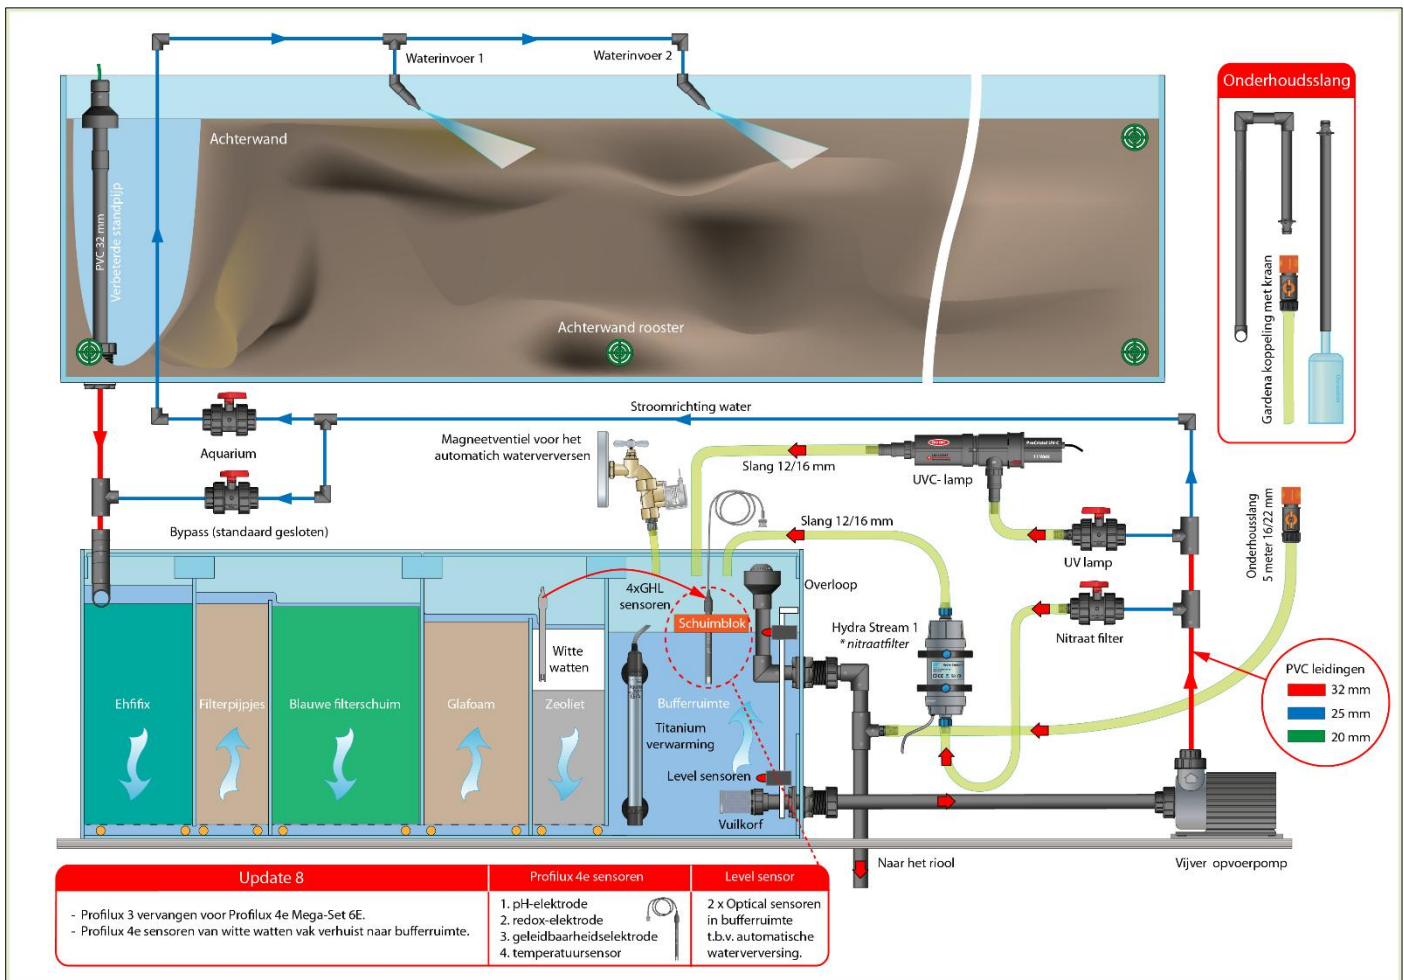 Waterinvoer 1
Waterinvoer 2
Onderhoudsslang
Achterwand
PVC 32 mm
Verbeterde standpijp
Achterwand rooster
Gardena koppeling met kraan
Stroomrichting water
Aquarium
Magneetventiel voor het
automatich waterverversen
Slang 12/16 mm
UVC- lamp
Bypass (standaard gesloten)
Slang 12/16 mm
UV lamp
Onderhousslang
5 meter 16/22 mm
4xGHL
sensoren
Overloop
Schuimblok
Hydra Stream 1
* nitraatfilter
Nitraat filter
Witte
watten
PVC leidingen
32 mm
25 mm
20 mm
Ehfifix
Filterpijpjes
Blauwe filterschuim
Glafoam
Zeoliet
Bufferruimte
Titanium
verwarming
Level sensoren
Vuilkorf
Naar het riool
Vijver opvoerpomp
Update 8
- Profilux 3 vervangen voor Profilux 4e Mega-Set 6E.
- Profilux 4e sensoren van witte watten vak verhuist naar bufferruimte.
Profilux 4e sensoren
1. pH-elektrode
2. redox-elektrode
3. geleidbaarheidselektrode
4. temperatuursensor
Level sensor
2 x Optical sensoren
in bufferruimte
t.b.v. automatische
waterverversing.